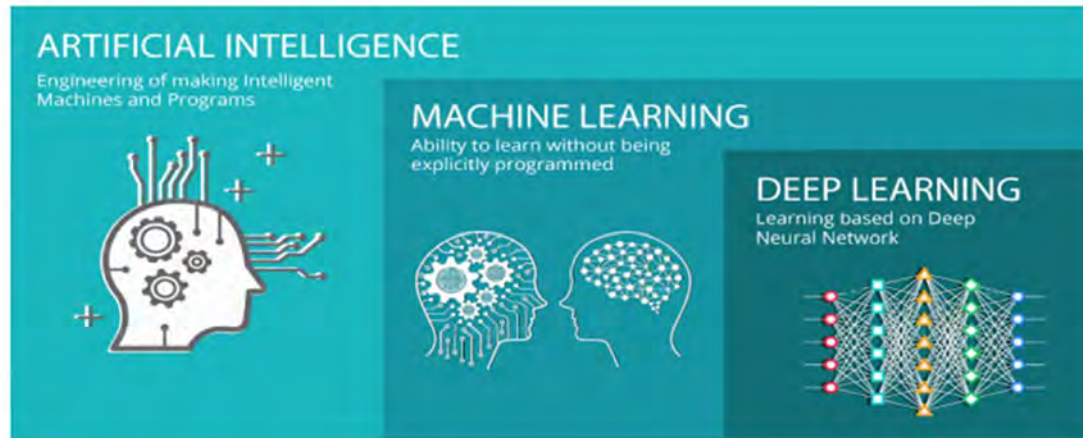 ARTIFICIAL INTELLIGENCE
Engineering of making Intelligent
Machines and Programs
MACHINE LEARNING
Ability to learn without being
explicitly programmed
DEEP LEARNING
Learning based on Deep
Neural Network